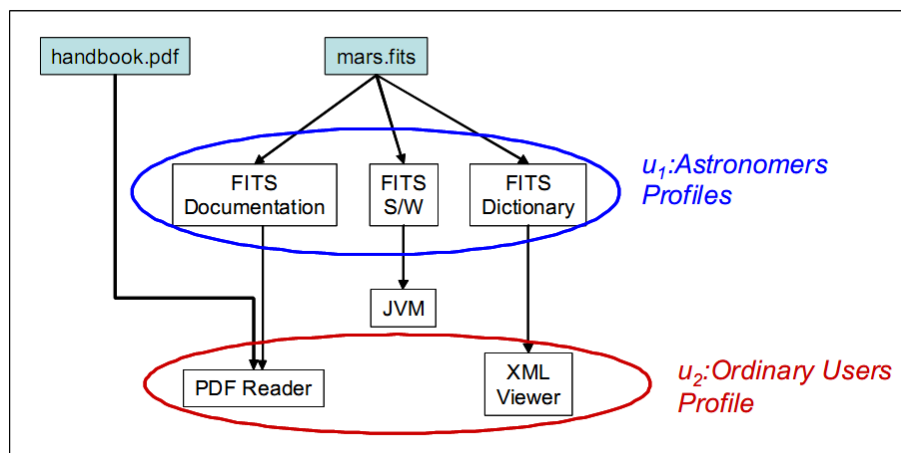 handbook.pdf
mars.fits
FITS
Documentation
FITS
S/W
FITS
Dictionary
u₁:Astronomers
Profiles
JVM
PDF Reader
XML
Viewer
u₂:Ordinary Users
Profile